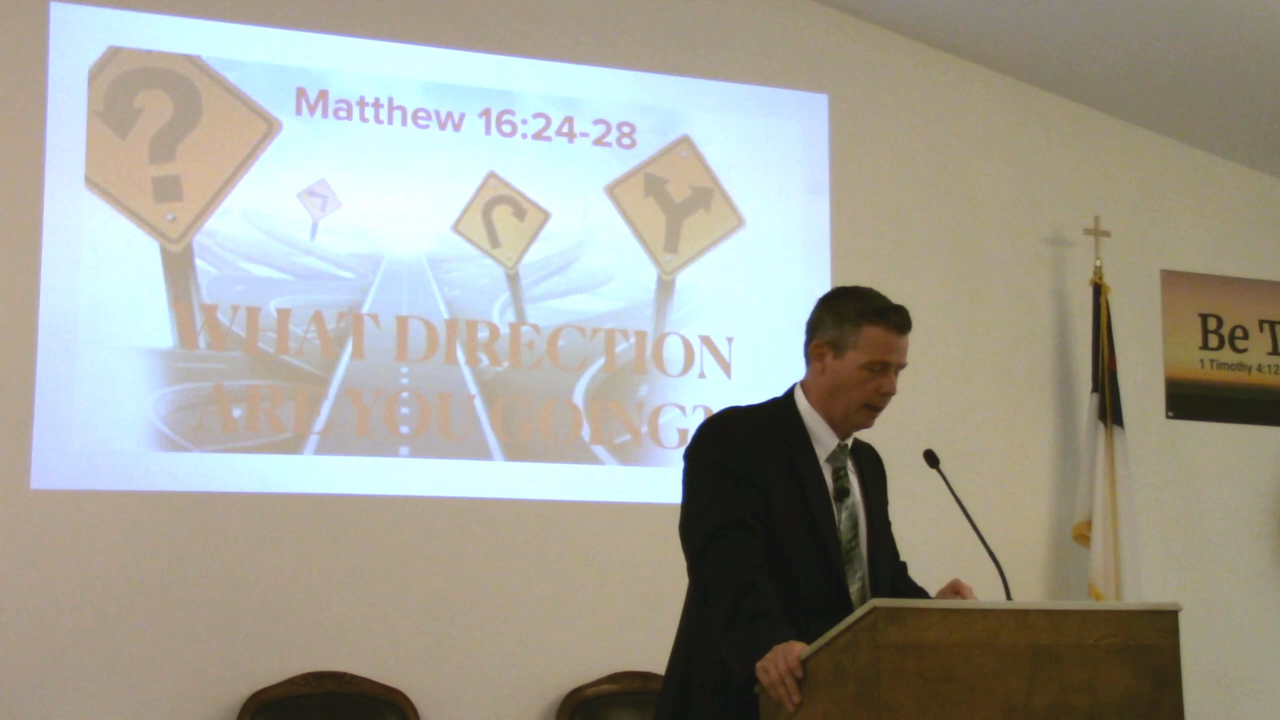 Matthew 16:24-28
WHAT DIRECTION
ARE YOU GOING?
Be T
1 Timothy 4:12